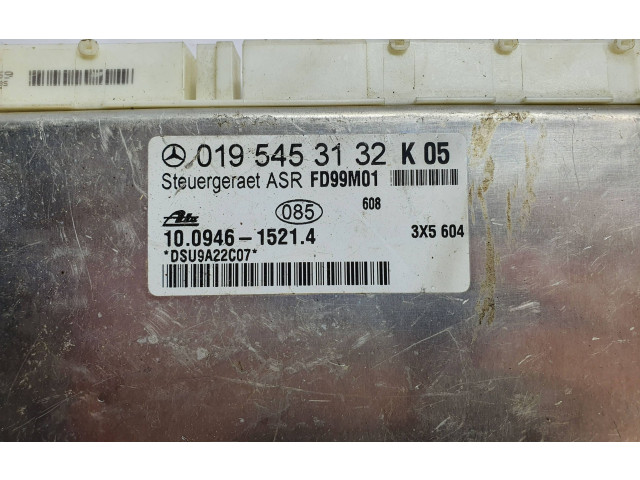 019 545 31 32 K 05
Steuergeraet ASR FD99M01
085 608
Ate
10.0946-1521.4 3X5 604
*DSU9A22C07*